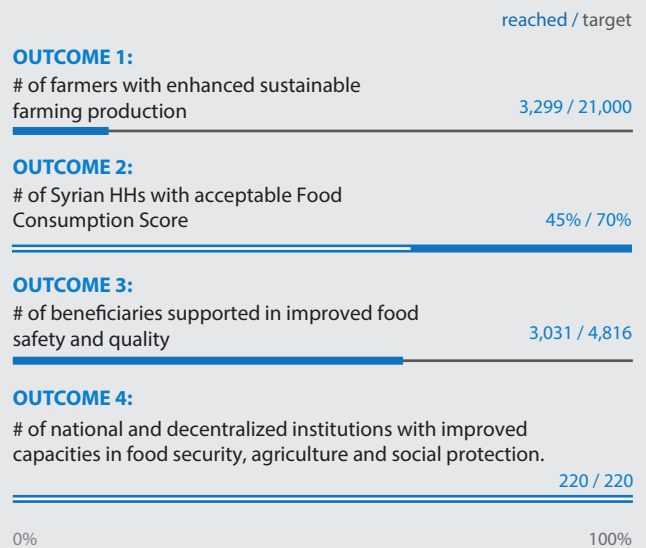 reached / target
OUTCOME 1:
# of farmers with enhanced sustainable
farming production
3,299 / 21,000
OUTCOME 2:
# of Syrian HHs with acceptable Food
Consumption Score
45% / 70%
OUTCOME 3:
# of beneficiaries supported in improved food
safety and quality
3,031 / 4,816
OUTCOME 4:
# of national and decentralized institutions with improved
capacities in food security, agriculture and social protection.
220 / 220
0%
100%